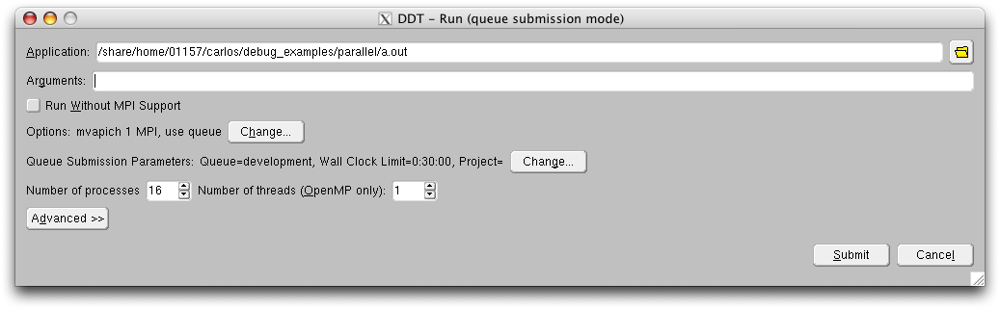 DDT - Run (queue submission mode)
Application: /share/home/01157/carlos/debug_examples/parallel/a.out
Arguments:
Run Without MPI Support
Options: mvapich 1 MPI, use queue Change...
Queue Submission Parameters: Queue=development, Wall Clock Limit=0:30:00, Project= Change...
Number of processes 16 Number of threads (OpenMP only): 1
Advanced >>
Submit Cancel